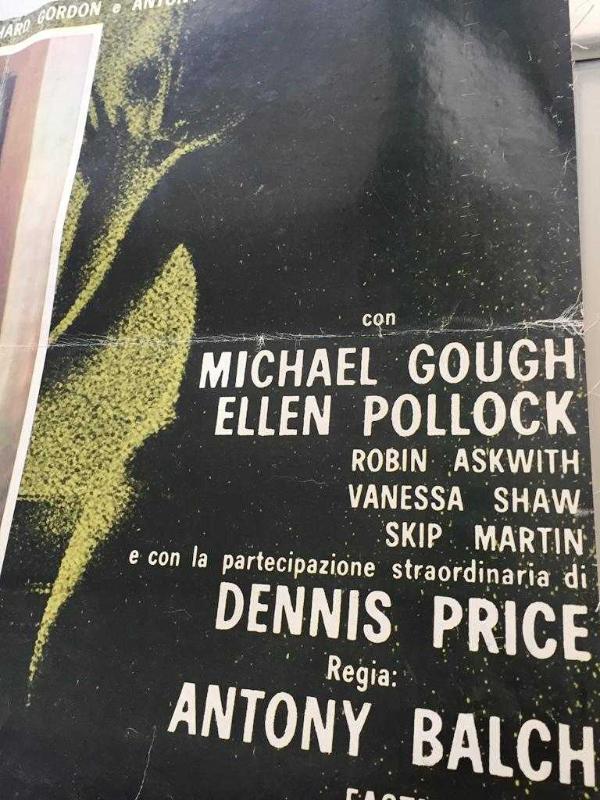 GORDON e
con
MICHAEL GOUGH
ELLEN POLLOCK
ROBIN ASKWITH
VANESSA SHAW
SKIP MARTIN
e con la partecipazione straordinaria di
DENNIS PRICE
Regia:
ANTONY BALCH